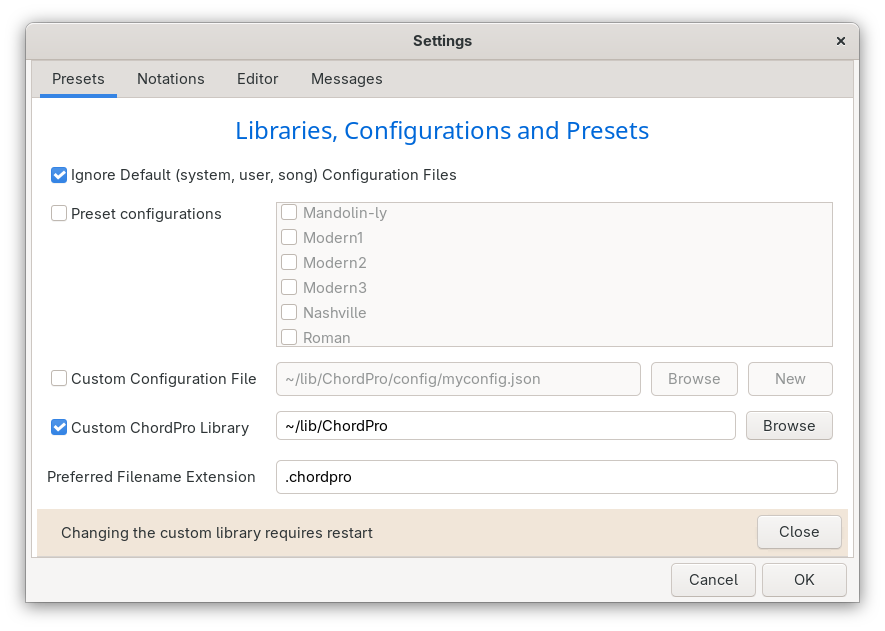 Settings
Presets Notations Editor Messages
Libraries, Configurations and Presets
Ignore Default (system, user, song) Configuration Files
Preset configurations
Mandolin-ly
Modern1
Modern2
Modern3
Nashville
Roman
Custom Configuration File ~/lib/ChordPro/config/myconfig.json Browse New
Custom ChordPro Library ~/lib/ChordPro Browse
Preferred Filename Extension .chordpro
Changing the custom library requires restart Close
Cancel OK